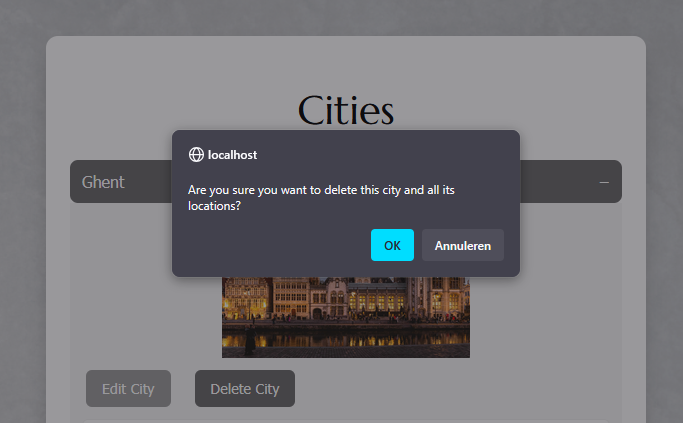 Cities
localhost
Ghent
Are you sure you want to delete this city and all its
locations?
OK Annuleren
Edit City Delete City